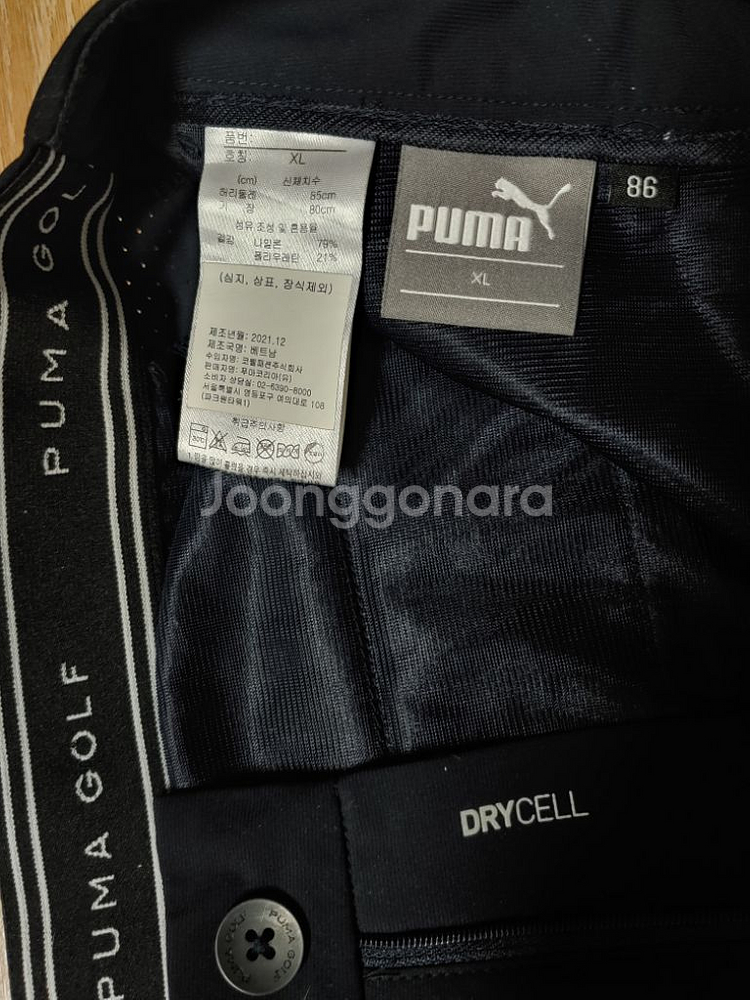 품번:
호칭: XL
(cm) 신체치수
허리둘레 85cm
기 장 80cm
섬유 조성 및 혼용율
겉감 나일론 79%
폴리우레탄 21%
(심지, 상표, 장식제외)
제조년월: 2021.12
제조국명: 베트남
수입자명: 코웰패션주식회사
판매자명: 푸마코리아(유)
소비자 상담실: 02-6390-8000
서울특별시 영등포구 여의대로 108
(파크원타워1)
취급주의사항
PUMA
XL
86
PUMA GOLF
PUMA GOLF
Joonggonara
DRYCELL
PUMA GOLF
PUMA GOLF